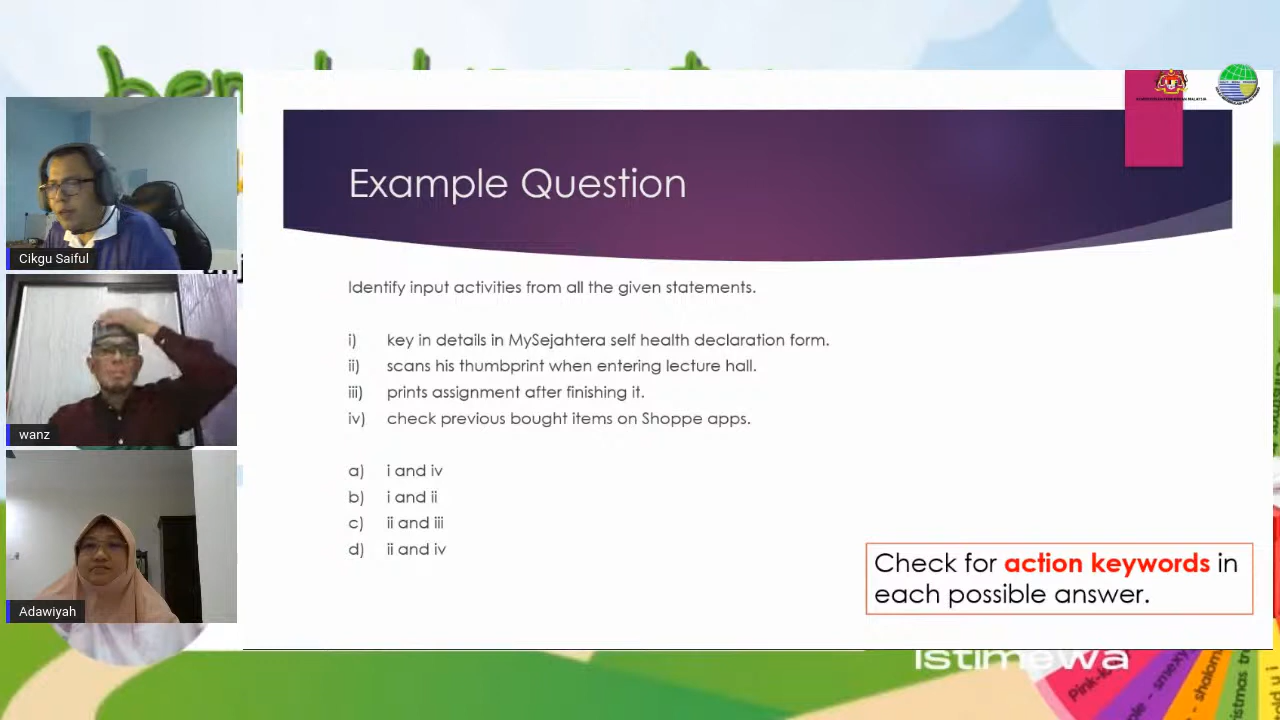 Cikgu Saiful
wanz
Adawiyah
Example Question
Identify input activities from all the given statements.
i) key in details in MySejahtera self health declaration form.
ii) scans his thumbprint when entering lecture hall.
iii) prints assignment after finishing it.
iv) check previous bought items on Shoppe apps.
a) i and iv
b) i and ii
c) ii and iii
d) ii and iv
Check for action keywords in
each possible answer.
istimewa